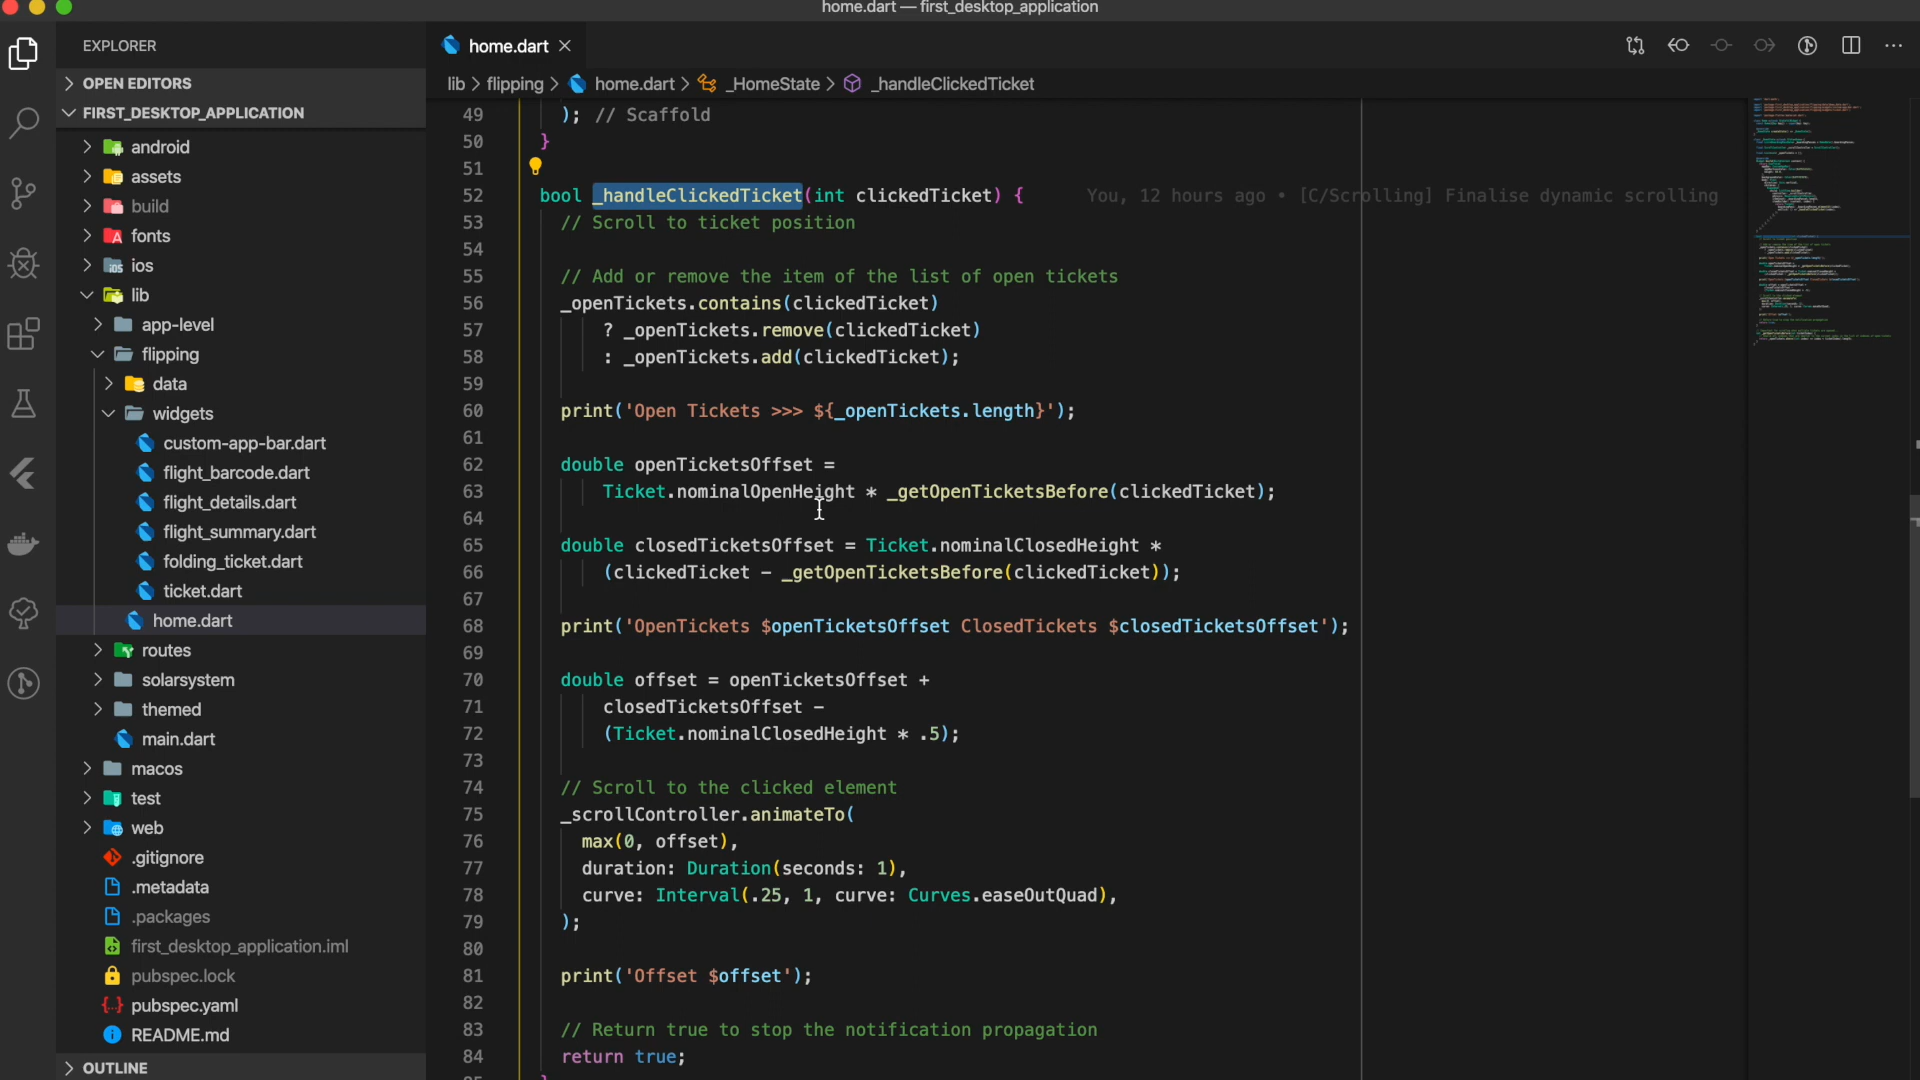 home.dart — first_desktop_application
EXPLORER
OPEN EDITORS
FIRST_DESKTOP_APPLICATION
android
assets
build
fonts
ios
lib
app-level
flipping
data
widgets
custom-app-bar.dart
flight_barcode.dart
flight_details.dart
flight_summary.dart
folding_ticket.dart
ticket.dart
home.dart
routes
solarsystem
themed
main.dart
macos
test
web
.gitignore
.metadata
.packages
first_desktop_application.iml
pubspec.lock
pubspec.yaml
README.md
OUTLINE
home.dart
lib > flipping > home.dart > _HomeState > _handleClickedTicket
49 ); // Scaffold
50 }
51
52 bool _handleClickedTicket(int clickedTicket) { You, 12 hours ago • [C/Scrolling] Finalise dynamic scrolling
53 // Scroll to ticket position
54
55 // Add or remove the item of the list of open tickets
56 _openTickets.contains(clickedTicket)
57 ? _openTickets.remove(clickedTicket)
58 : _openTickets.add(clickedTicket);
59
60 print('Open Tickets >>> ${_openTickets.length}');
61
62 double openTicketsOffset =
63 Ticket.nominalOpenHeight * _getOpenTicketsBefore(clickedTicket);
64
65 double closedTicketsOffset = Ticket.nominalClosedHeight *
66 (clickedTicket - _getOpenTicketsBefore(clickedTicket));
67
68 print('OpenTickets $openTicketsOffset ClosedTickets $closedTicketsOffset');
69
70 double offset = openTicketsOffset +
71 closedTicketsOffset -
72 (Ticket.nominalClosedHeight * .5);
73
74 // Scroll to the clicked element
75 _scrollController.animateTo(
76 max(0, offset),
77 duration: Duration(seconds: 1),
78 curve: Interval(.25, 1, curve: Curves.easeOutQuad),
79 );
80
81 print('Offset $offset');
82
83 // Return true to stop the notification propagation
84 return true;